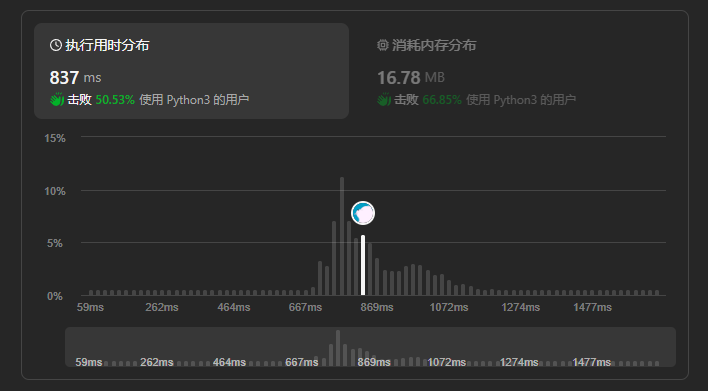 执行用时分布
837 ms
击败 50.53% 使用 Python3 的用户
消耗内存分布
16.78 MB
击败 66.85% 使用 Python3 的用户
15%
10%
5%
0%
59ms 262ms 464ms 667ms 869ms 1072ms 1274ms 1477ms
59ms 262ms 464ms 667ms 869ms 1072ms 1274ms 1477ms